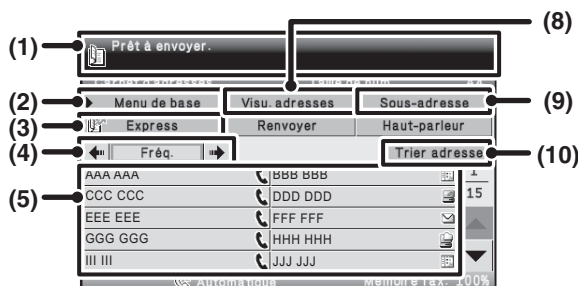 (8)
(1) Prêt à envoyer.
Carnet d'adresses
(2) Menu de base Visu. adresses Sous-adresse (9)
(3) Express Renvoyer Haut-parleur
(4) Fréq. Trier adresse (10)
AAA AAA BBB BBB 1
(5) CCC CCC DDD DDD 15
EEE EEE FFF FFF
GGG GGG HHH HHH
III III JJJ JJJ
Automatique Mémoire fax. 100%